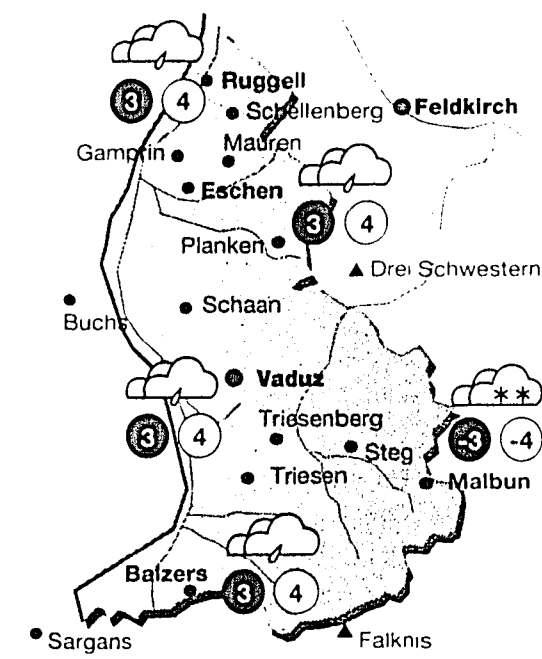 Ruggell
3 4
Schellenberg
Feldkirch
Mauren
Gamprin
Eschen
3 4
Planken
Drei Schwestern
Buchs
Schaan
Vaduz
** 
3 4
Triesenberg
-3 -4
Steg
Triesen
Malbun
Balzers
3 4
Sargans
Falknis